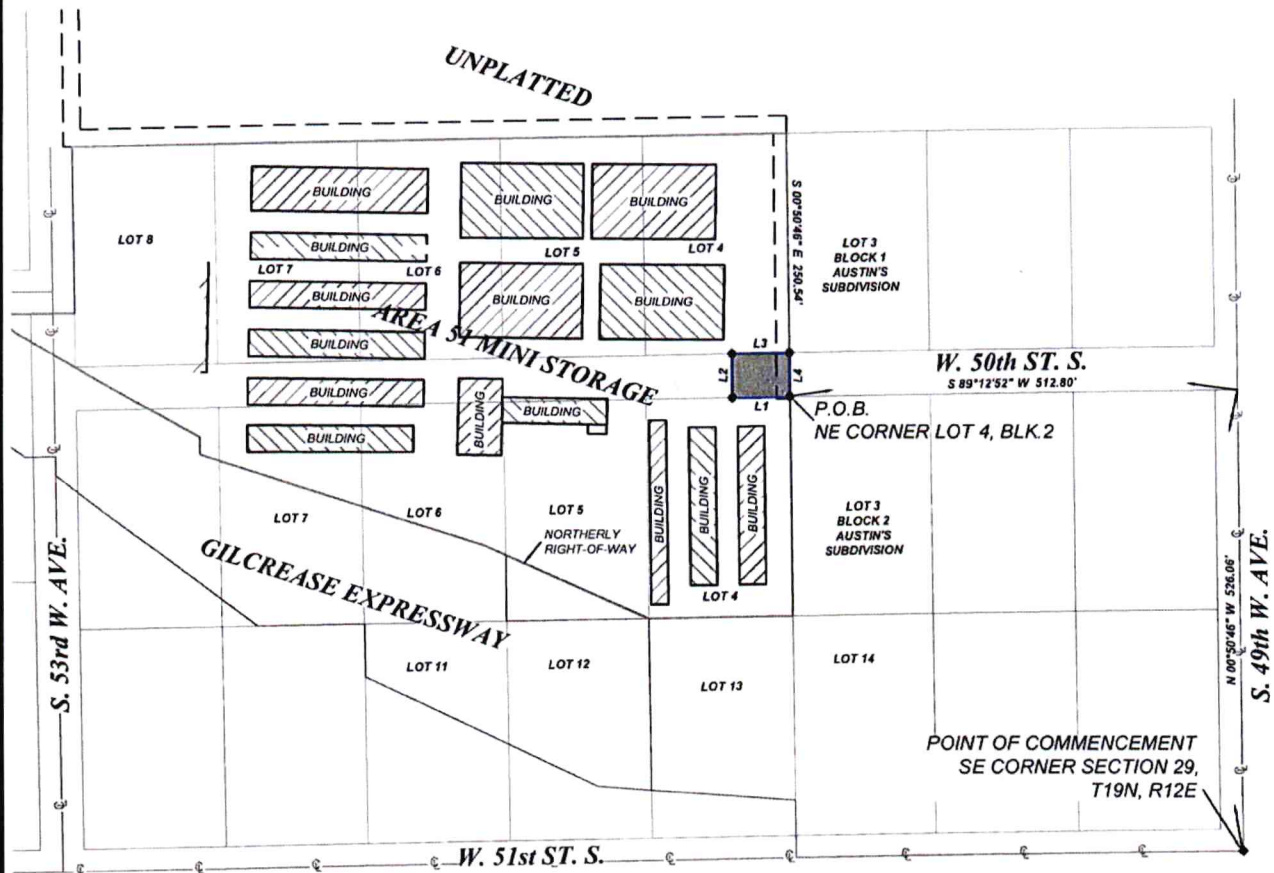 UNPLATTED
BUILDING
BUILDING
BUILDING
LOT 8
BUILDING
LOT 7
LOT 6
LOT 5
LOT 4
S 00°50'46" E 250.54'
LOT 3
BLOCK 1
AUSTIN'S
SUBDIVISION
BUILDING
BUILDING
BUILDING
AREA 51 MINI STORAGE
BUILDING
L3
L2
L4
L1
W. 50th ST. S.
S 89°12'52" W 512.80'
BUILDING
BUILDING
BUILDING
BUILDING
P.O.B.
NE CORNER LOT 4, BLK.2
BUILDING
BUILDING
BUILDING
LOT 7
LOT 6
LOT 5
NORTHERLY
RIGHT-OF-WAY
LOT 4
LOT 3
BLOCK 2
AUSTIN'S
SUBDIVISION
GILCREASE EXPRESSWAY
S. 53rd W. AVE.
N 00°50'46" W 526.06'
S. 49th W. AVE.
LOT 11
LOT 12
LOT 13
LOT 14
POINT OF COMMENCEMENT
SE CORNER SECTION 29,
T19N, R12E
W. 51st ST. S.